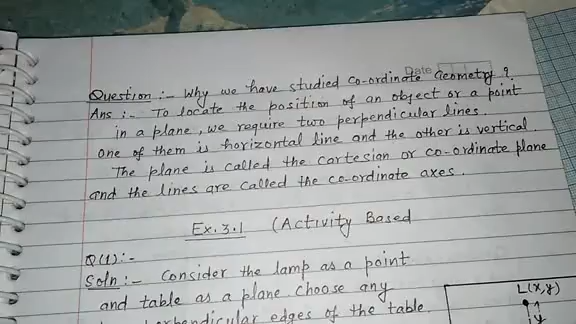 Date
Question :- Why we have studied Co-ordinate Geometry ?
Ans :- To locate the position of an object or a point
in a plane, we require two perpendicular lines.
One of them is horizontal line and the other is vertical.
The plane is called the cartesian or co-ordinate plane
and the lines are called the co-ordinate axes.
Ex. 3.1 (Activity Based
Q(1):-
Soln :- Consider the lamp as a point
and table as a plane. Choose any
perpendicular edges of the table.
L(x,y)
y